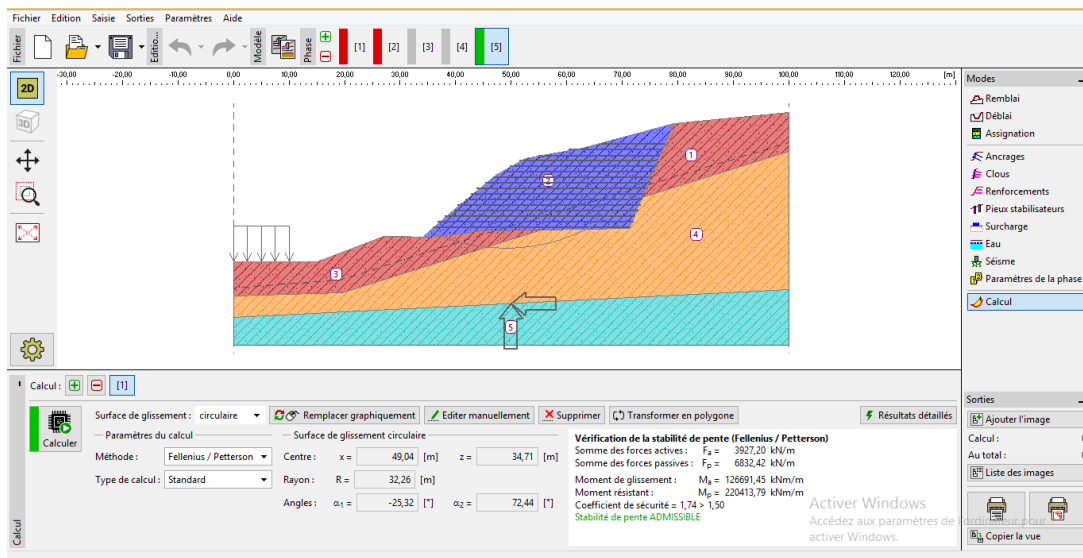 Fichier Edition Saisie Sorties Paramètres Aide
Fichier
Editio...
Modèle
Phase
[1] [2] [3] [4] [5]
2D
3D
-30,00 -20,00 -10,00 0,00 10,00 20,00 30,00 40,00 50,00 60,00 70,00 80,00 90,00 100,00 110,00 120,00 [m]
1
2
3
4
5
Modes
Remblai
Déblai
Assignation
Ancrages
Clous
Renforcements
Pieux stabilisateurs
Surcharge
Eau
Séisme
Paramètres de la phase
Calcul
Calcul : [1]
Calcul
Calculer
Surface de glissement : circulaire Remplacer graphiquement Editer manuellement Supprimer Transformer en polygone Résultats détaillés
Paramètres du calcul
Méthode : Fellenius / Petterson
Type de calcul : Standard
Surface de glissement circulaire
Centre : x = 49,04 [m] z = 34,71 [m]
Rayon : R = 32,26 [m]
Angles : α1 = -25,32 [°] α2 = 72,44 [°]
Vérification de la stabilité de pente (Fellenius / Petterson)
Somme des forces actives : Fa = 3927,20 kN/m
Somme des forces passives : Fp = 6832,42 kN/m
Moment de glissement : Ma = 126691,45 kNm/m
Moment résistant : Mp = 220413,79 kNm/m
Coefficient de sécurité = 1,74 > 1,50
Stabilité de pente ADMISSIBLE
Activer Windows
Accédez aux paramètres de l'ordinateur pour
activer Windows.
Sorties
Ajouter l'image
Calcul :
Au total :
Liste des images
Copier la vue